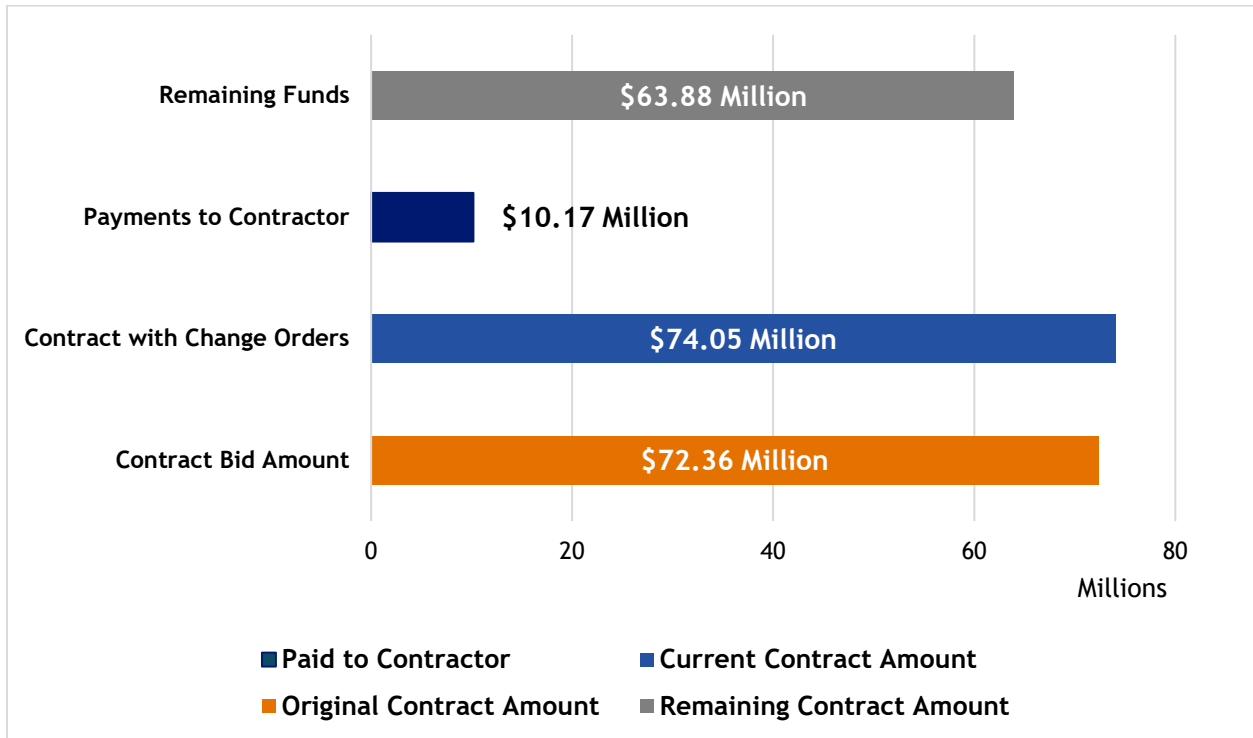 Remaining Funds
$63.88 Million
Payments to Contractor
$10.17 Million
Contract with Change Orders
$74.05 Million
Contract Bid Amount
$72.36 Million
0 20 40 60 80
Millions
Paid to Contractor Current Contract Amount
Original Contract Amount Remaining Contract Amount